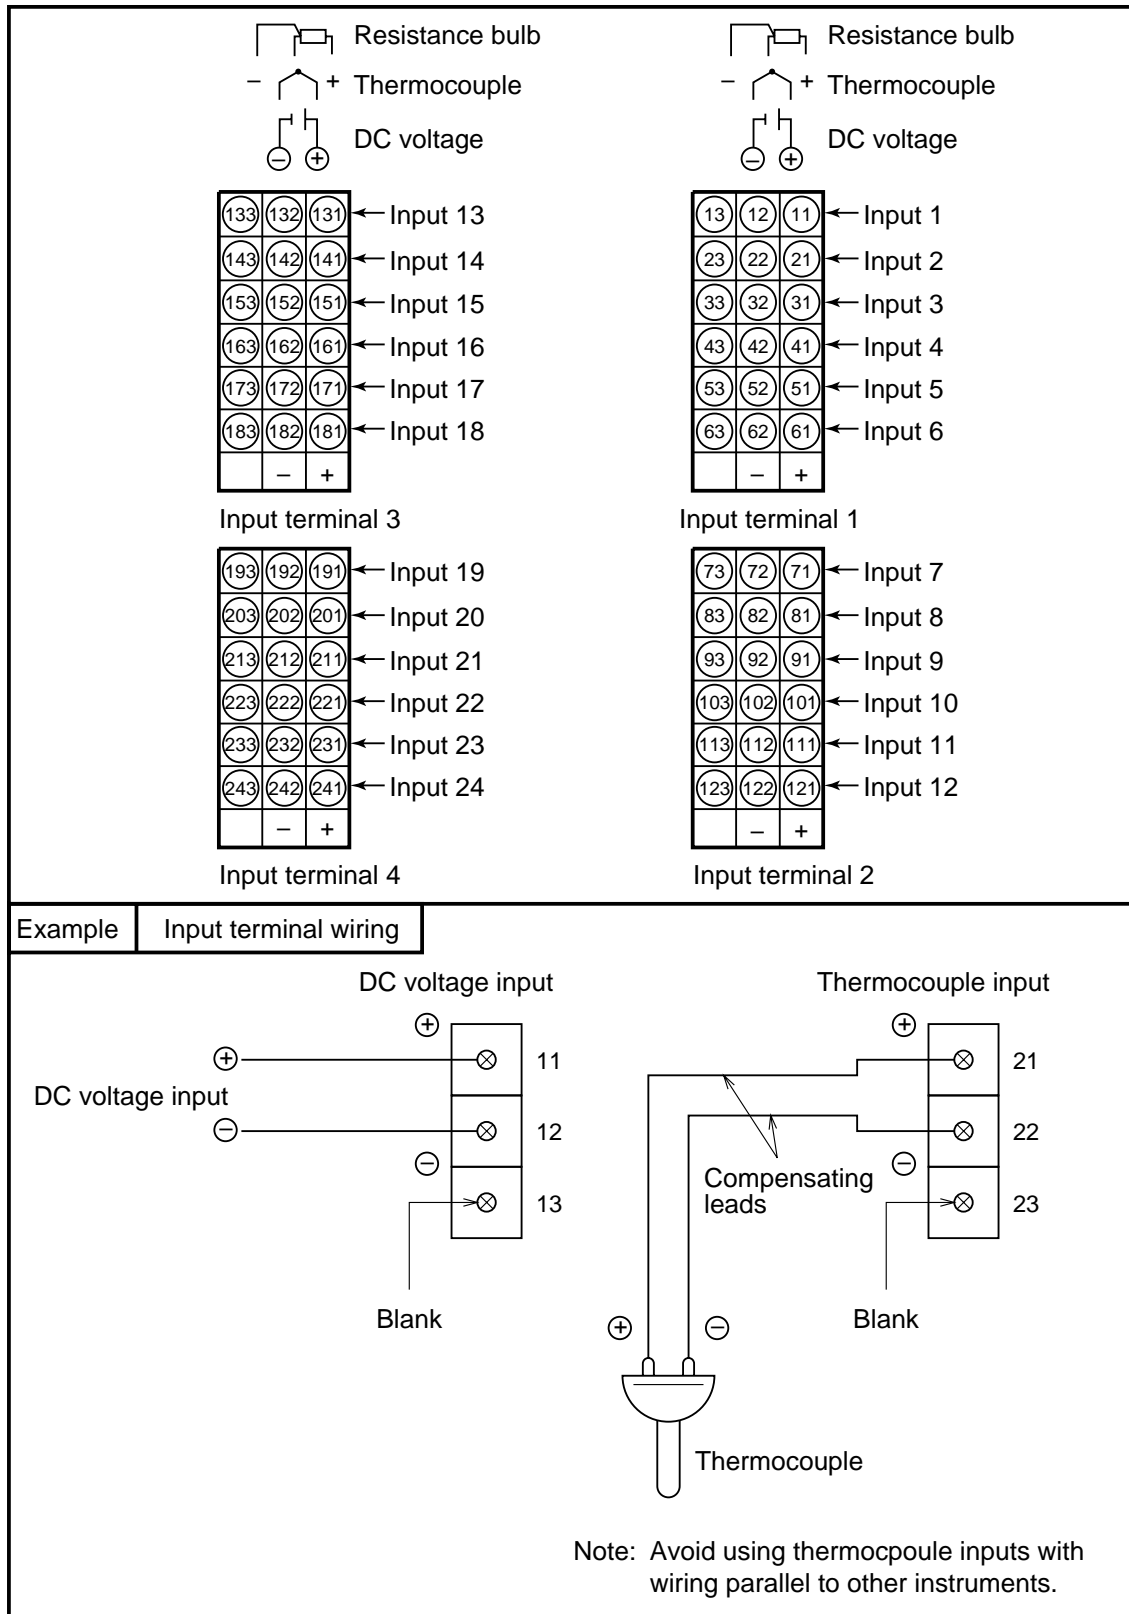 Resistance bulb
– + Thermocouple
DC voltage
– +
133 132 131 Input 13
143 142 141 Input 14
153 152 151 Input 15
163 162 161 Input 16
173 172 171 Input 17
183 182 181 Input 18
– +
Input terminal 3
193 192 191 Input 19
203 202 201 Input 20
213 212 211 Input 21
223 222 221 Input 22
233 232 231 Input 23
243 242 241 Input 24
– +
Input terminal 4
Resistance bulb
– + Thermocouple
DC voltage
– +
13 12 11 Input 1
23 22 21 Input 2
33 32 31 Input 3
43 42 41 Input 4
53 52 51 Input 5
63 62 61 Input 6
– +
Input terminal 1
73 72 71 Input 7
83 82 81 Input 8
93 92 91 Input 9
103 102 101 Input 10
113 112 111 Input 11
123 122 121 Input 12
– +
Input terminal 2
Example Input terminal wiring
DC voltage input
+
+ 11
DC voltage input
– 12
–
13
Blank
Thermocouple input
+
21
22
–
Compensating
leads
23
Blank
+ –
Thermocouple
Note: Avoid using thermocpoule inputs with
wiring parallel to other instruments.